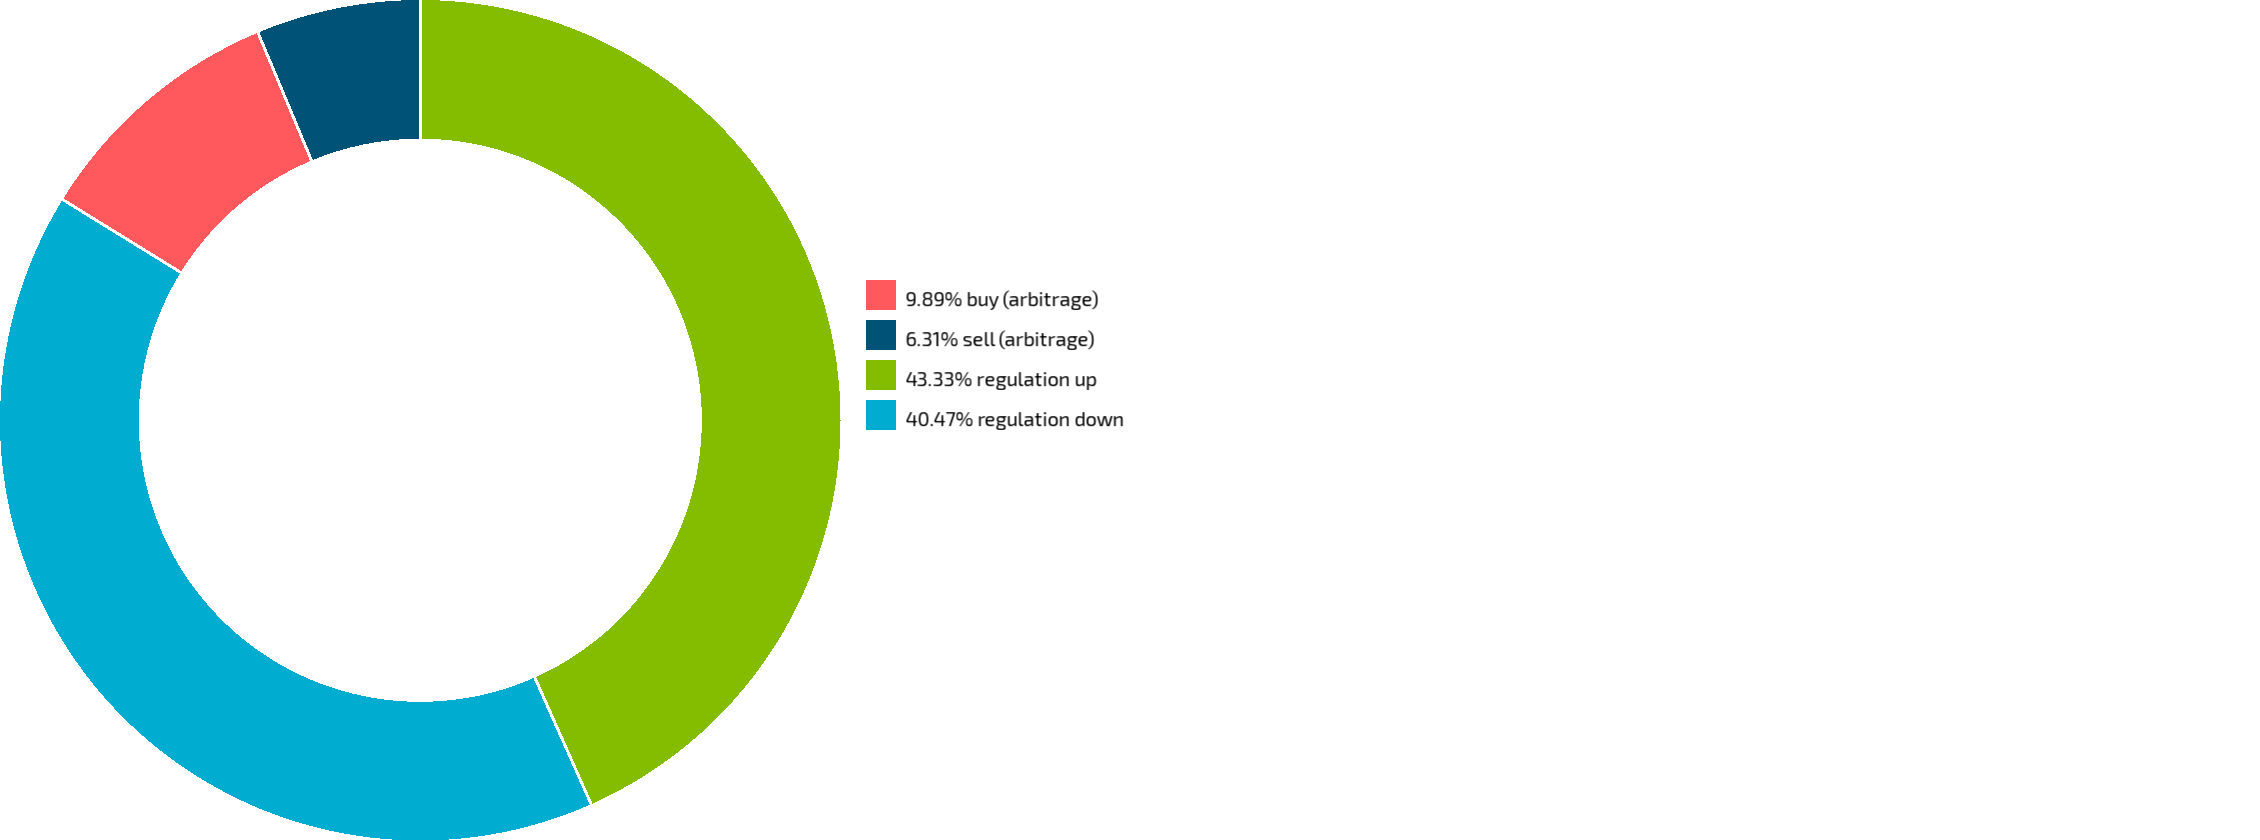 9.89% buy (arbitrage)
6.31% sell (arbitrage)
43.33% regulation up
40.47% regulation down